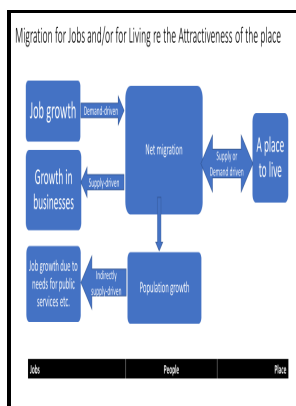 Migration for Jobs and/or for Living re the Attractiveness of the place
Job growth
Demand-driven
Net migration
Supply or
Demand driven
A place
to live
Growth in
businesses
Supply-driven
Job growth due to
needs for public
services etc.
Indirectly
supply-driven
Population growth
Jobs
People
Place